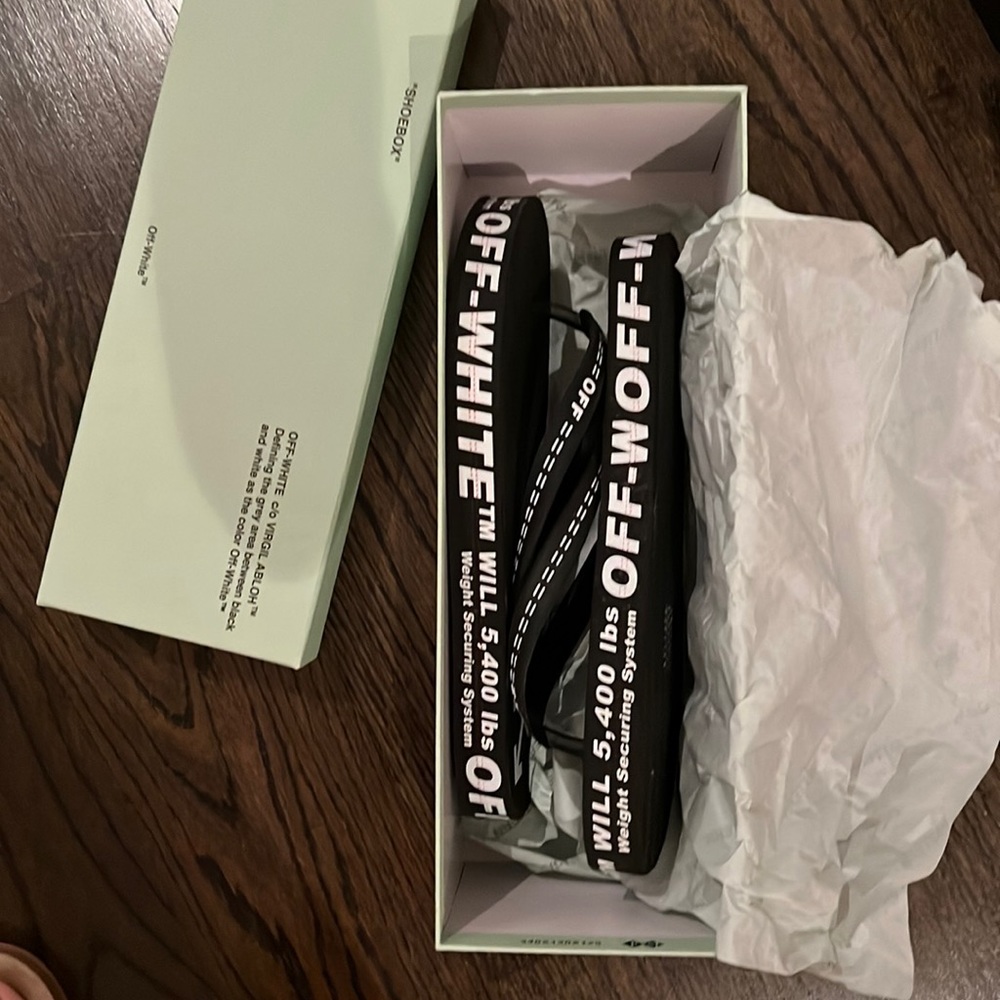 "SHOEBOX"
Off-White™
OFF-WHITE c/o VIRGIL ABLOH™
Defining the grey area between black
and white as the color Off-White™
lbs OFF-WHITE™ WILL 5,400 lbs OFF
Weight Securing System
"OFF"
WILL 5,400 lbs OFF-WOFF-W
Weight Securing System